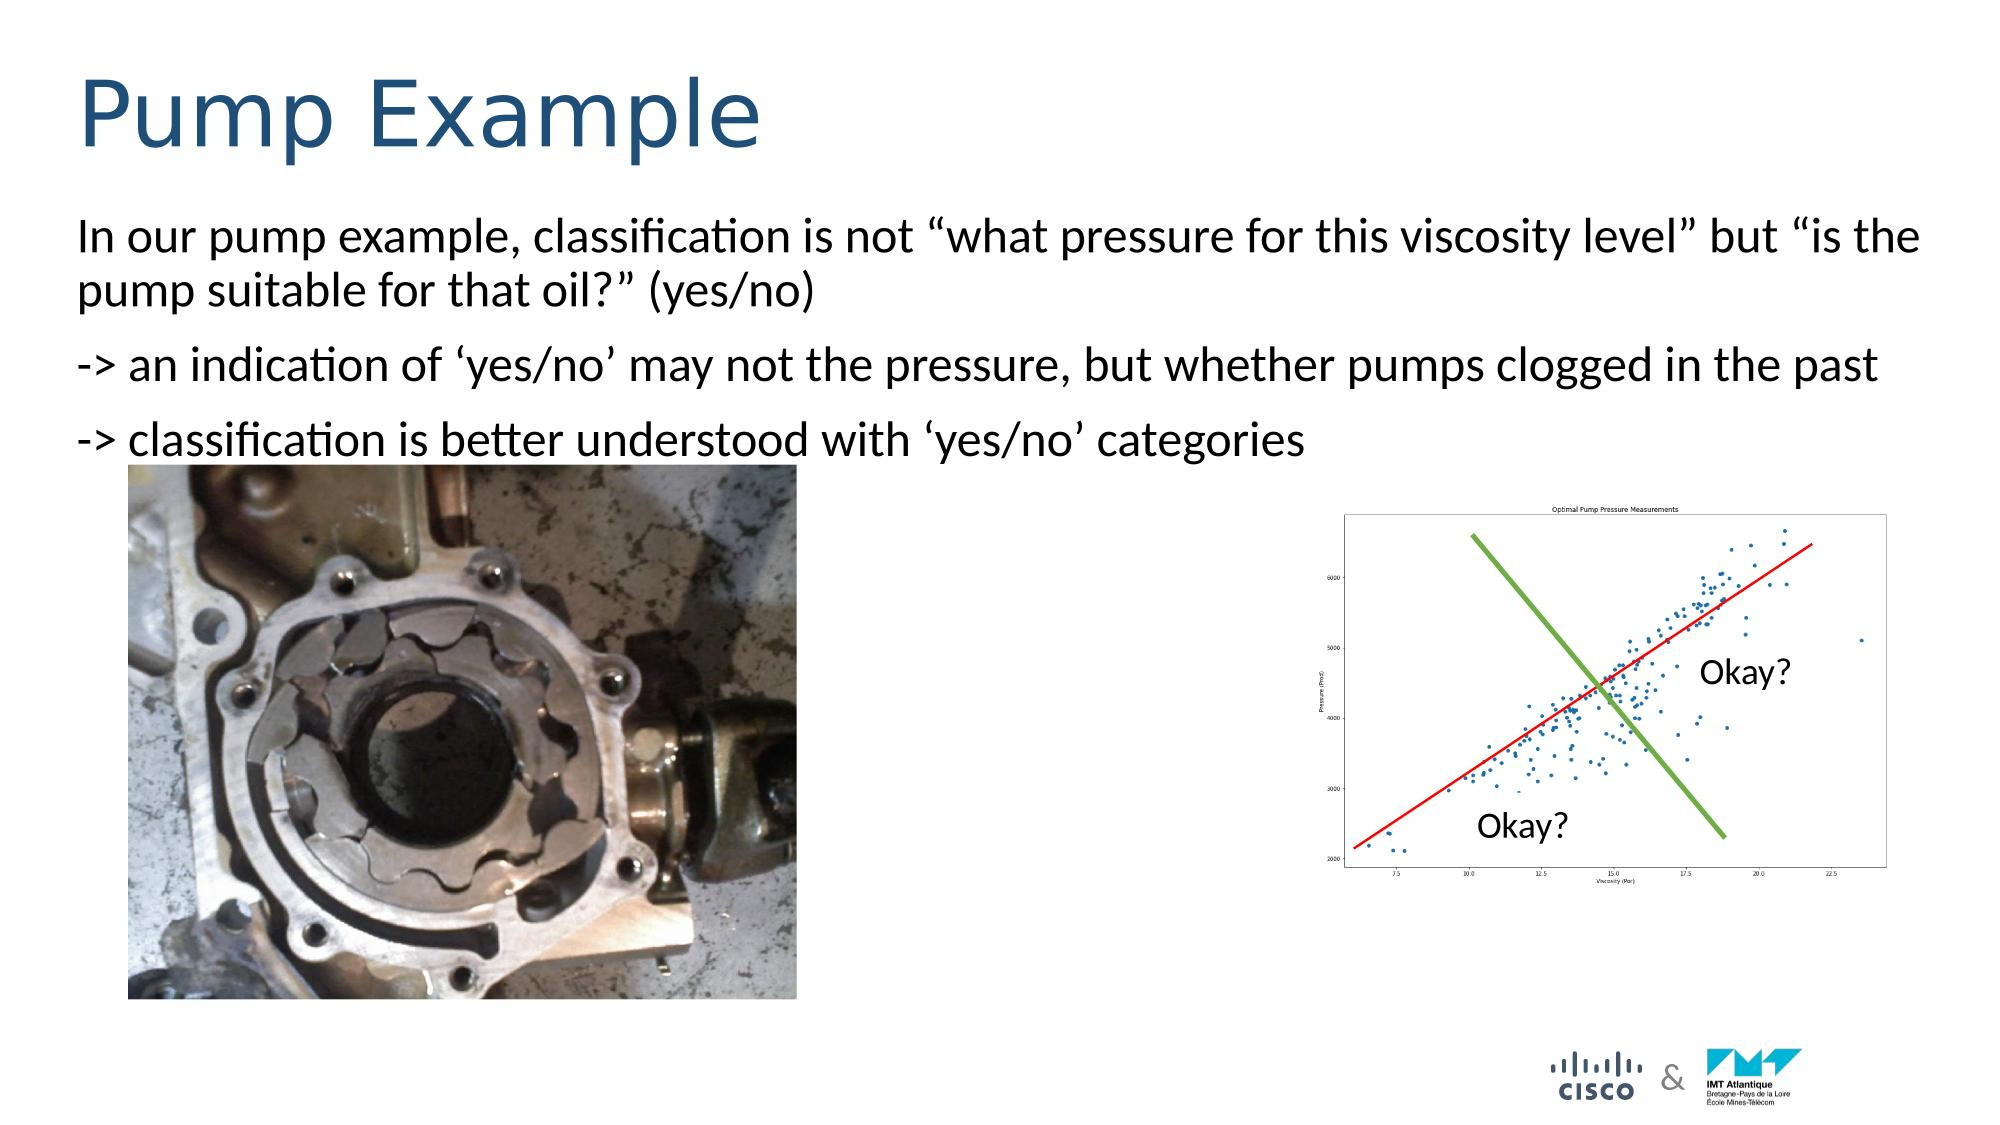 Pump Example
In our pump example, classification is not “what pressure for this viscosity level” but “is the
pump suitable for that oil?” (yes/no)
-> an indication of ‘yes/no’ may not the pressure, but whether pumps clogged in the past
-> classification is better understood with ‘yes/no’ categories
Optimal Pump Pressure Measurements
6000
5000
4000
3000
2000
Pressure (Prod)
Okay?
Okay?
7.5 10.0 12.5 15.0 17.5 20.0 22.5
Viscosity (Por)
CISCO & IMT Atlantique
Bretagne-Pays de la Loire
École Mines-Télécom